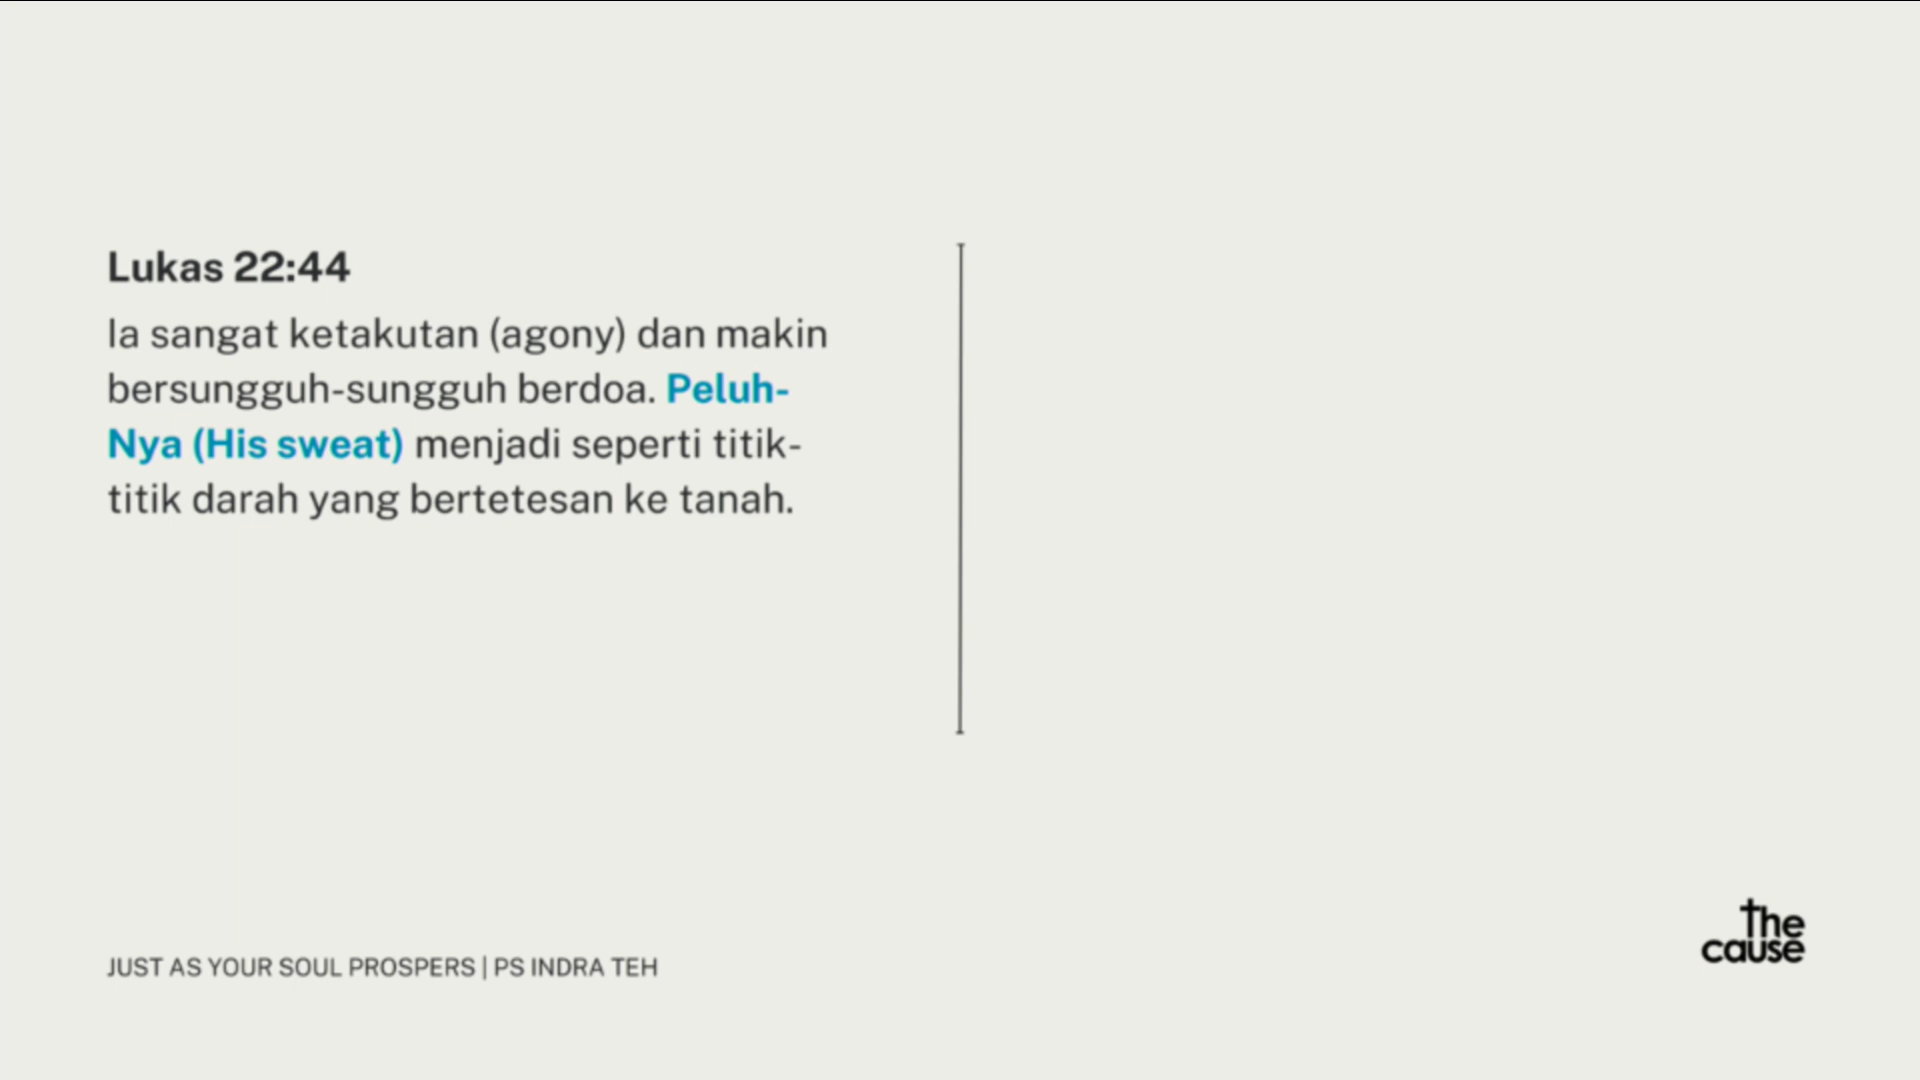 Lukas 22:44
Ia sangat ketakutan (agony) dan makin
bersungguh-sungguh berdoa. Peluh-
Nya (His sweat) menjadi seperti titik-
titik darah yang bertetesan ke tanah.
JUST AS YOUR SOUL PROSPERS | PS INDRA TEH
the
cause